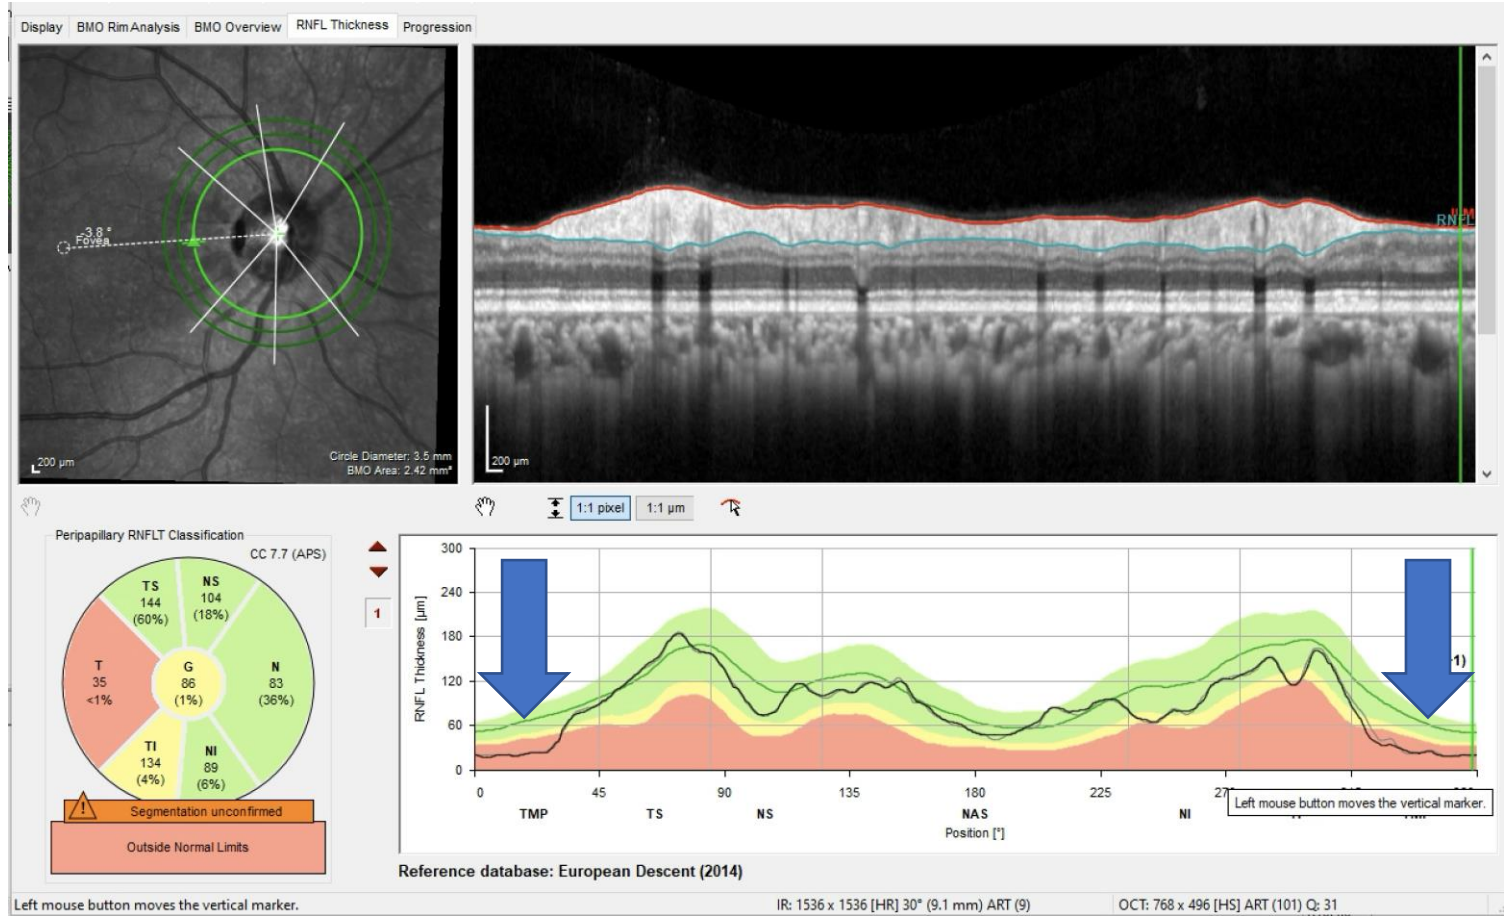 Display BMO Rim Analysis BMO Overview RNFL Thickness Progression
-3.8 °
Fovea
200 µm
Circle Diameter: 3.5 mm
BMO Area: 2.42 mm²
ILM
RNFL
200 µm
1:1 pixel 1:1 µm
Peripapillary RNFLT Classification
CC 7.7 (APS)
TS
144
(60%)
NS
104
(18%)
T
35
<1%
G
86
(1%)
N
83
(36%)
TI
134
(4%)
NI
89
(6%)
! Segmentation unconfirmed
Outside Normal Limits
1
RNFL Thickness [µm]
300
240
180
120
60
0
1)
0 45 90 135 180 225
TMP TS NS NAS NI
Position [°]
Left mouse button moves the vertical marker.
Reference database: European Descent (2014)
Left mouse button moves the vertical marker. IR: 1536 x 1536 [HR] 30° (9.1 mm) ART (9) OCT: 768 x 496 [HS] ART (101) Q: 31